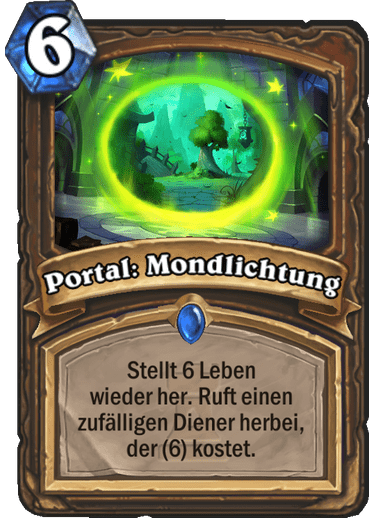 6
Portal: Mondlichtung
Stellt 6 Leben
wieder her. Ruft einen
zufälligen Diener herbei,
der (6) kostet.